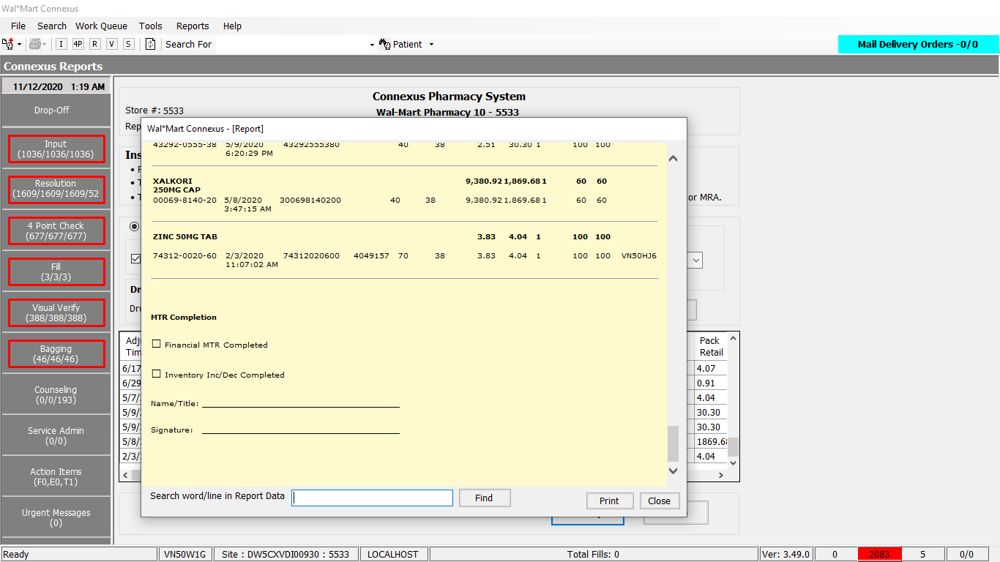 Wal*Mart Connexus
File Search Work Queue Tools Reports Help
I 4P R V S Search For Patient
Mail Delivery Orders -0/0
Connexus Reports
11/12/2020 1:19 AM
Drop-Off
Input
(1036/1036/1036)
Resolution
(1609/1609/1609/52
4 Point Check
(677/677/677)
Fill
(3/3/3)
Visual Verify
(388/388/388)
Bagging
(46/46/46)
Counseling
(0/0/193)
Service Admin
(0/0)
Action Items
(F0,E0,T1)
Urgent Messages
(0)
Connexus Pharmacy System
Store #: 5533
Wal-Mart Pharmacy 10 - 5533
Rep
Ins
or MRA.
Dr
Dru
Wal*Mart Connexus - [Report]
43292-0555-38 5/9/2020 43292555380 40 38 2.51 30.30 1 100 100
6:20:29 PM
XALKORI 9,380.92 1,869.68 1 60 60
250MG CAP
00069-8140-20 5/8/2020 300698140200 40 38 9,380.92 1,869.68 1 60 60
3:47:15 AM
ZINC 50MG TAB 3.83 4.04 1 100 100
74312-0020-60 2/3/2020 74312020600 4049157 70 38 3.83 4.04 1 100 100 VN50HJ6
11:07:02 AM
MTR Completion
Financial MTR Completed
Inventory Inc/Dec Completed
Name/Title:
Signature:
Search word/line in Report Data Find Print Close
Adj Pack
Tim Retail
6/17 4.07
6/29 0.91
5/7/ 4.04
5/9/ 30.30
5/9/ 30.30
5/8/ 1869.68
2/3/ 4.04
Ready VN50W1G Site : DW5CXVDI00930 : 5533 LOCALHOST Total Fills: 0 Ver: 3.49.0 0 2083 5 0/0